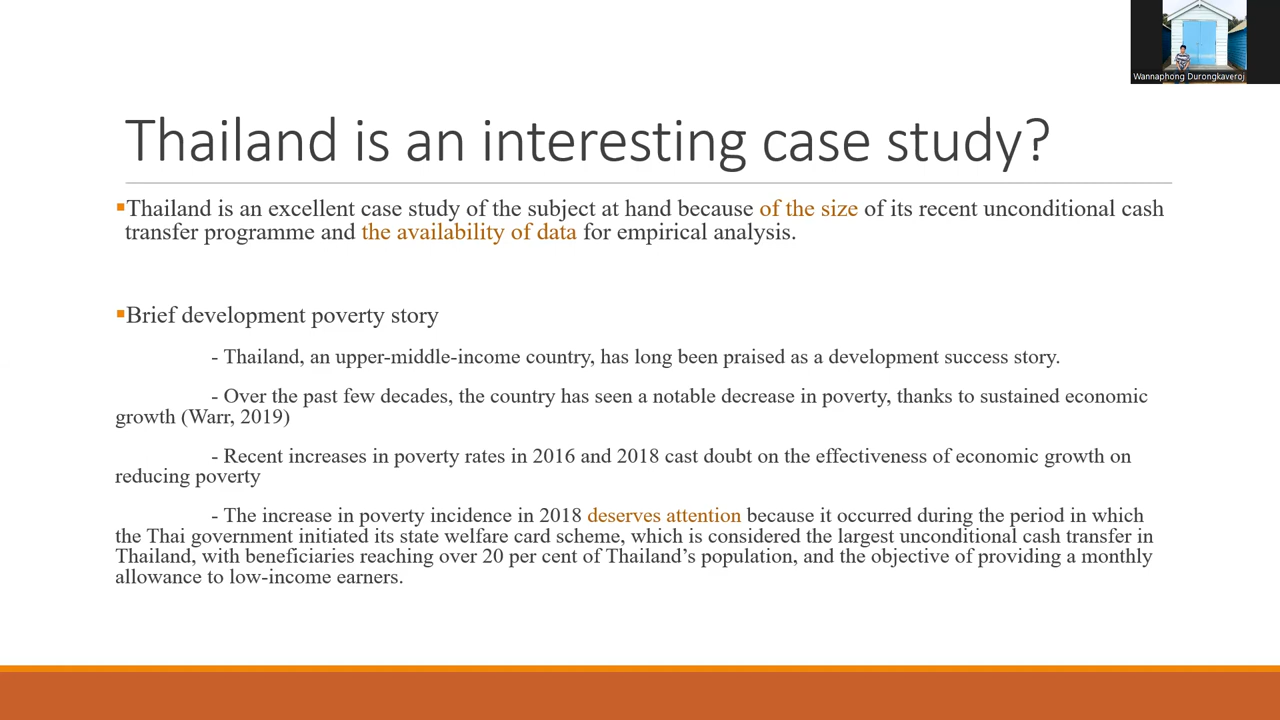 Wannaphong Durongkaveroj
Thailand is an interesting case study?
▪Thailand is an excellent case study of the subject at hand because of the size of its recent unconditional cash
transfer programme and the availability of data for empirical analysis.
▪Brief development poverty story
- Thailand, an upper-middle-income country, has long been praised as a development success story.
- Over the past few decades, the country has seen a notable decrease in poverty, thanks to sustained economic
growth (Warr, 2019)
- Recent increases in poverty rates in 2016 and 2018 cast doubt on the effectiveness of economic growth on
reducing poverty
- The increase in poverty incidence in 2018 deserves attention because it occurred during the period in which
the Thai government initiated its state welfare card scheme, which is considered the largest unconditional cash transfer in
Thailand, with beneficiaries reaching over 20 per cent of Thailand’s population, and the objective of providing a monthly
allowance to low-income earners.